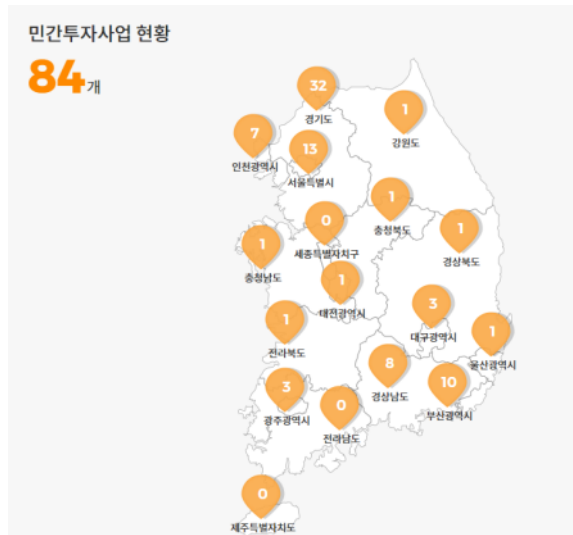 민간투자사업 현황
84개
32
경기도
1
강원도
7
인천광역시
13
서울특별시
1
충청북도
0
세종특별자치구
1
경상북도
1
충청남도
1
대전광역시
3
대구광역시
1
전라북도
1
울산광역시
8
경상남도
10
부산광역시
3
광주광역시
0
전라남도
0
제주특별자치도